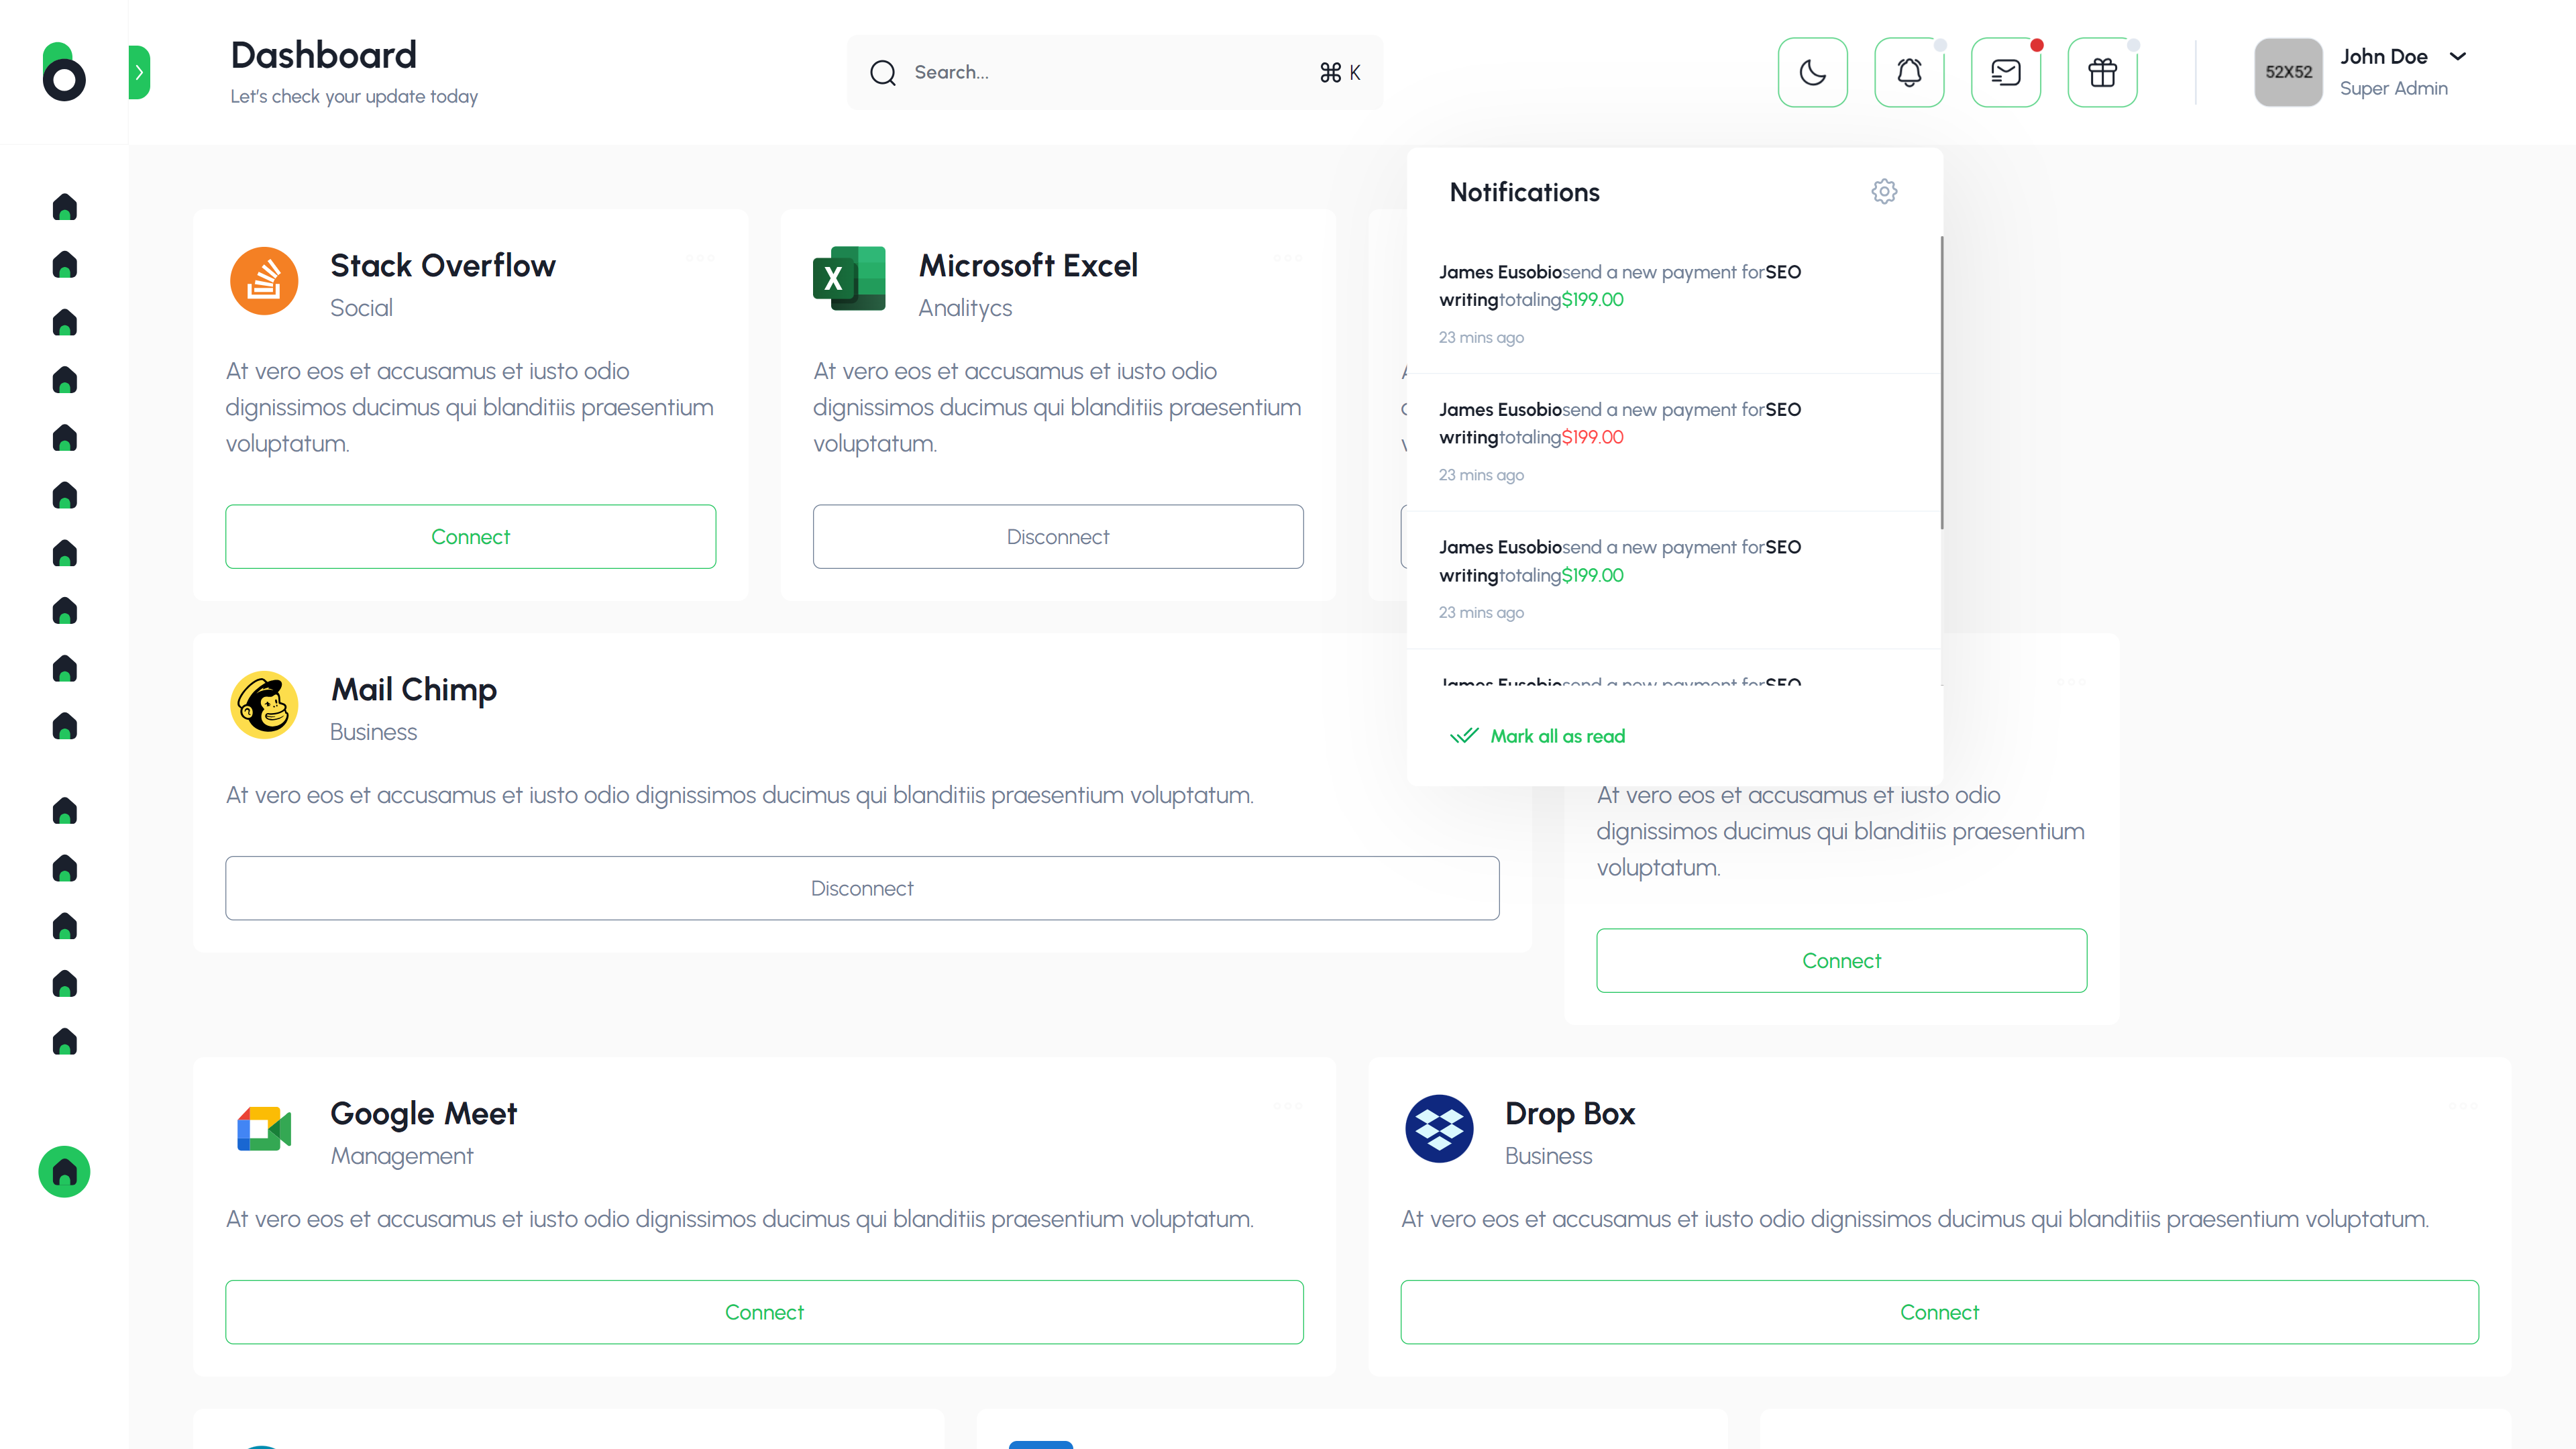 Dashboard
Let's check your update today
Search...
⌘ K
52X52
John Doe
Super Admin
Notifications
James Eusobiosend a new payment forSEO
writingtotaling$199.00
23 mins ago
James Eusobiosend a new payment forSEO
writingtotaling$199.00
23 mins ago
James Eusobiosend a new payment forSEO
writingtotaling$199.00
23 mins ago
James Eusobiosend a new payment forSEO
Mark all as read
Stack Overflow
Social
At vero eos et accusamus et iusto odio
dignissimos ducimus qui blanditiis praesentium
voluptatum.
Connect
Microsoft Excel
Analitycs
At vero eos et accusamus et iusto odio
dignissimos ducimus qui blanditiis praesentium
voluptatum.
Disconnect
Mail Chimp
Business
At vero eos et accusamus et iusto odio dignissimos ducimus qui blanditiis praesentium voluptatum.
Disconnect
At vero eos et accusamus et iusto odio
dignissimos ducimus qui blanditiis praesentium
voluptatum.
Connect
Google Meet
Management
At vero eos et accusamus et iusto odio dignissimos ducimus qui blanditiis praesentium voluptatum.
Connect
Drop Box
Business
At vero eos et accusamus et iusto odio dignissimos ducimus qui blanditiis praesentium voluptatum.
Connect